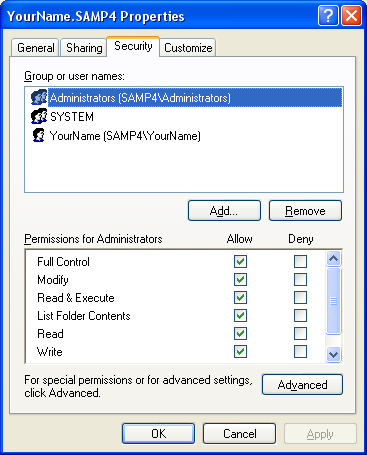 YourName.SAMP4 Properties
General Sharing Security Customize
Group or user names:
Administrators (SAMP4\Administrators)
SYSTEM
YourName (SAMP4\YourName)
Add... Remove
Permissions for Administrators Allow Deny
Full Control
Modify
Read & Execute
List Folder Contents
Read
Write
For special permissions or for advanced settings,
click Advanced.
Advanced
OK Cancel Apply